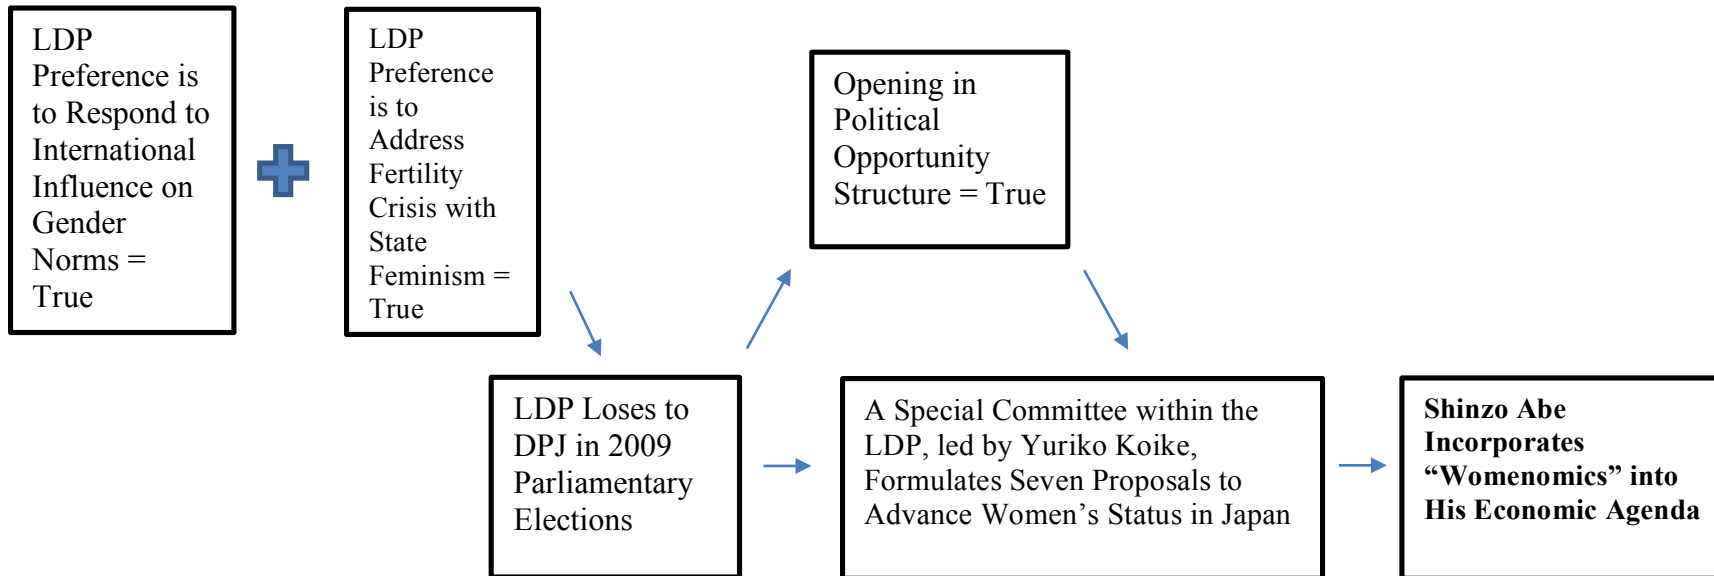 LDP
Preference is
to Respond to
International
Influence on
Gender
Norms =
True
LDP
Preference
is to
Address
Fertility
Crisis with
State
Feminism =
True
Opening in
Political
Opportunity
Structure = True
LDP Loses to
DPJ in 2009
Parliamentary
Elections
A Special Committee within the
LDP, led by Yuriko Koike,
Formulates Seven Proposals to
Advance Women’s Status in Japan
Shinzo Abe
Incorporates
“Womenomics” into
His Economic Agenda